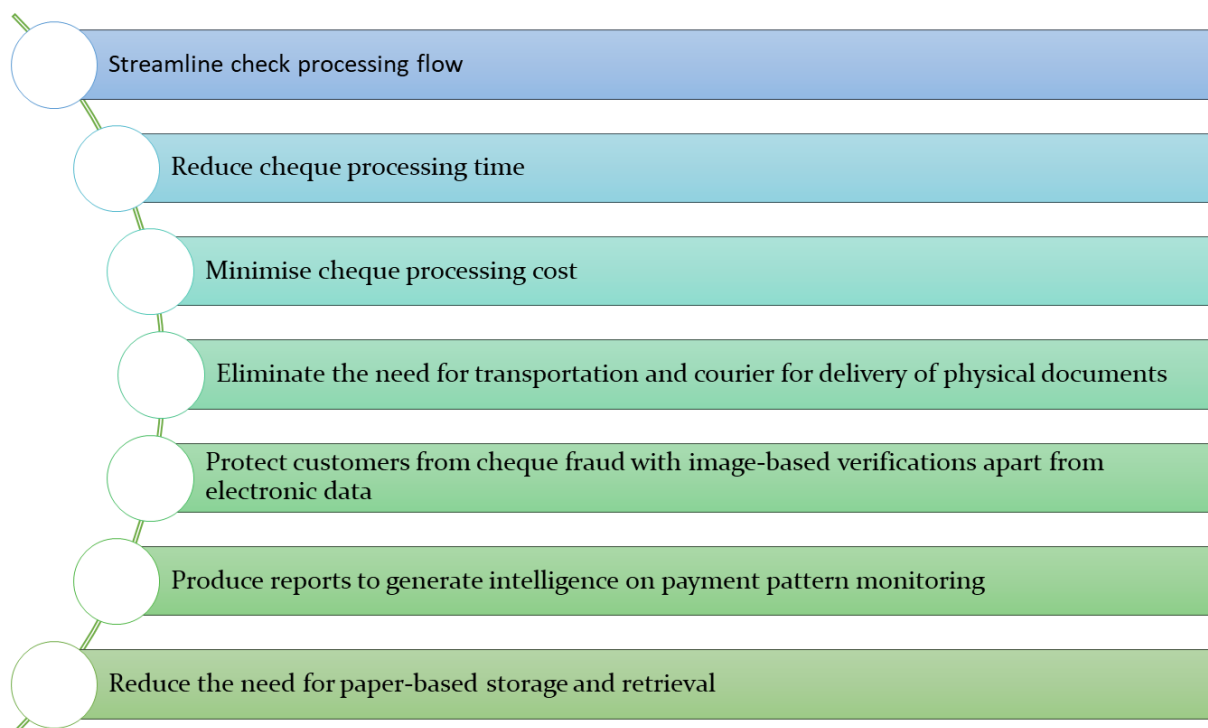 Streamline check processing flow
Reduce cheque processing time
Minimise cheque processing cost
Eliminate the need for transportation and courier for delivery of physical documents
Protect customers from cheque fraud with image-based verifications apart from
electronic data
Produce reports to generate intelligence on payment pattern monitoring
Reduce the need for paper-based storage and retrieval